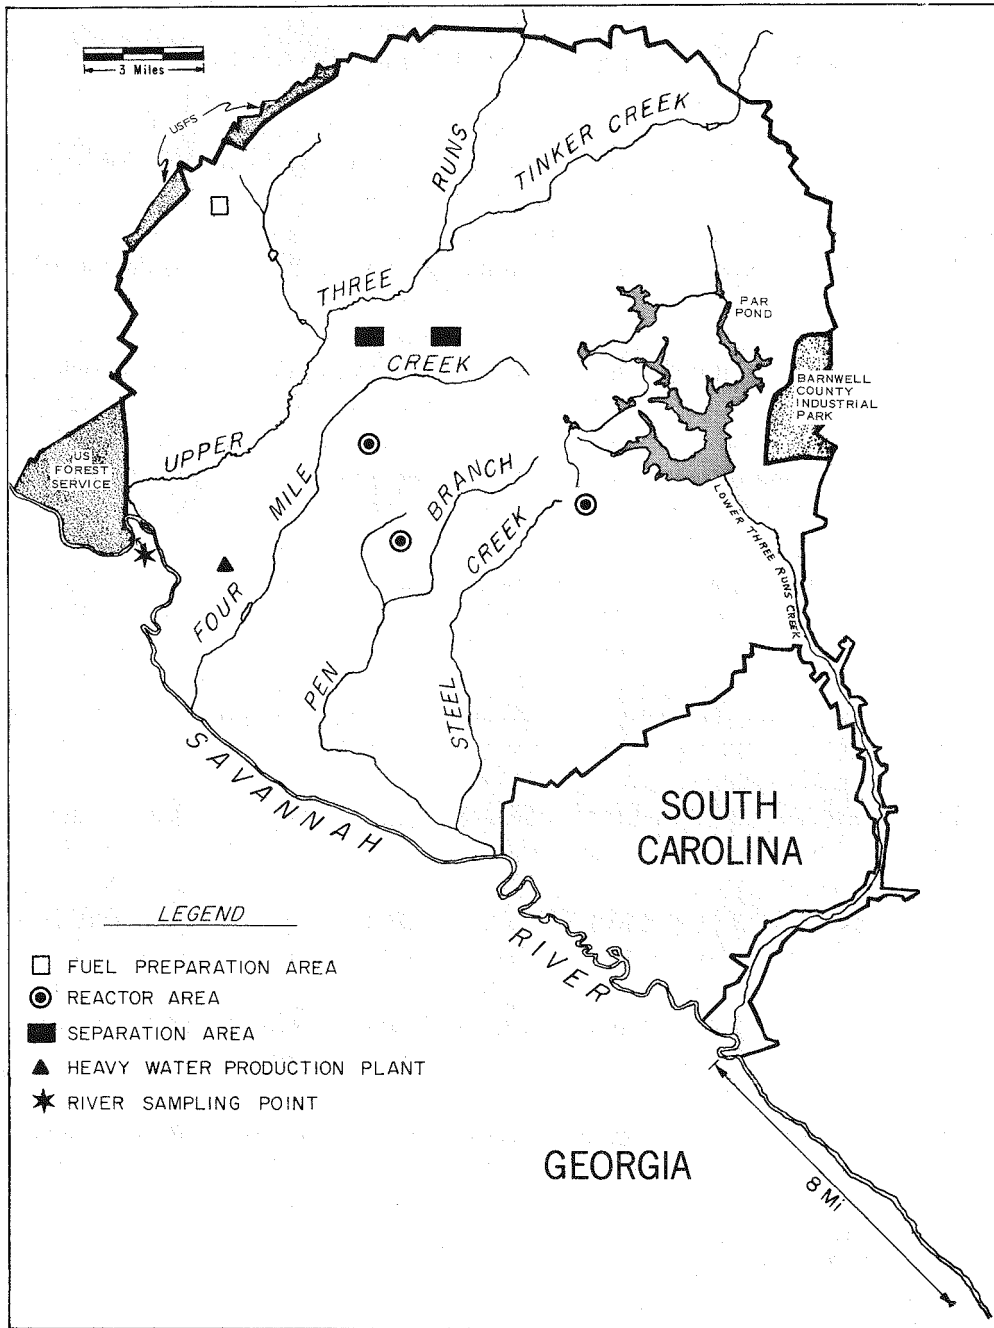 3 Miles
USFS
RUNS
TINKER CREEK
THREE
PAR
POND
CREEK
BARNWELL
COUNTY
INDUSTRIAL
PARK
UPPER
US
FOREST
SERVICE
MILE
BRANCH
CREEK
LOWER THREE RUNS CREEK
FOUR
PEN
STEEL
SAVANNAH
RIVER
SOUTH
CAROLINA
LEGEND
FUEL PREPARATION AREA
REACTOR AREA
SEPARATION AREA
HEAVY WATER PRODUCTION PLANT
RIVER SAMPLING POINT
GEORGIA
8 Mi